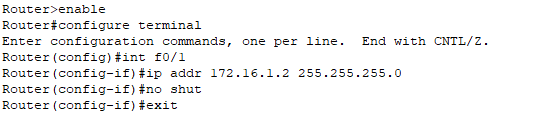 Router>enable
Router#configure terminal
Enter configuration commands, one per line.  End with CNTL/Z.
Router(config)#int f0/1
Router(config-if)#ip addr 172.16.1.2 255.255.255.0
Router(config-if)#no shut
Router(config-if)#exit